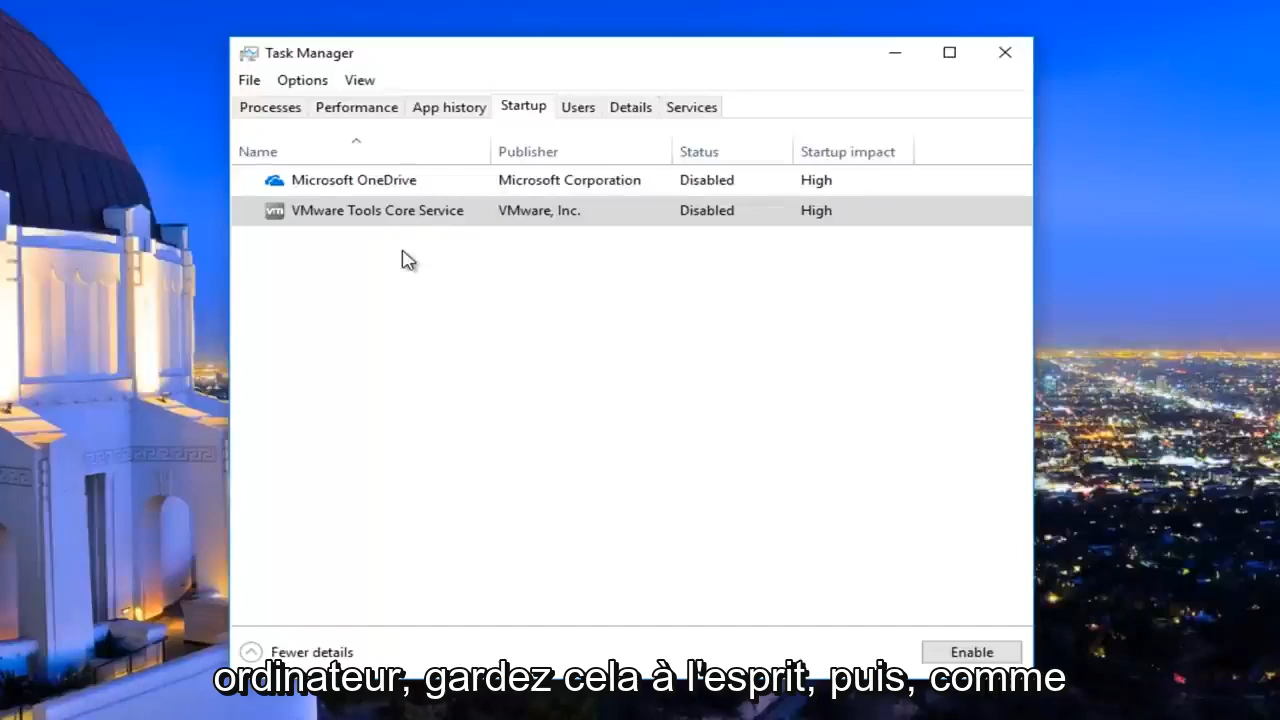 Task Manager
File Options View
Processes Performance App history Startup Users Details Services
Name Publisher Status Startup impact
Microsoft OneDrive Microsoft Corporation Disabled High
vm VMware Tools Core Service VMware, Inc. Disabled High
Fewer details Enable
ordinateur, gardez cela à l'esprit, puis, comme